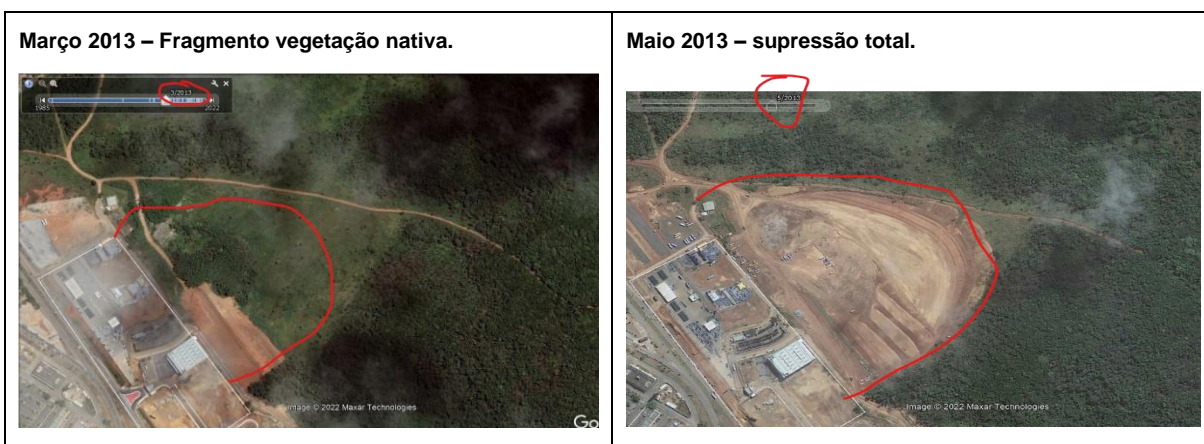 Março 2013 – Fragmento vegetação nativa.
3/2013
1985
2022
Image © 2022 Maxar Technologies
Go
Maio 2013 – supressão total.
5/2013
Image © 2022 Maxar Technologies